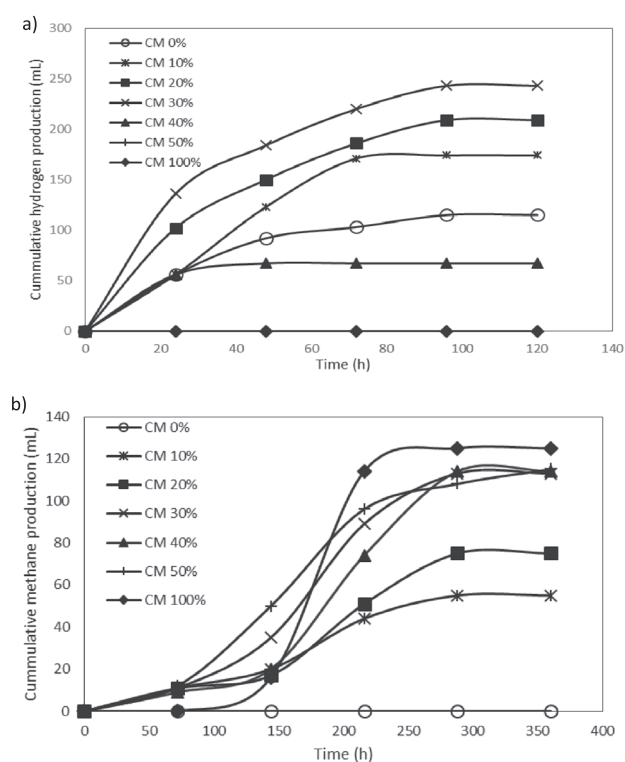 a)
300
250
200
150
100
50
0
Cummulative hydrogen production (mL)
CM 0%
CM 10%
CM 20%
CM 30%
CM 40%
CM 50%
CM 100%
0 20 40 60 80 100 120 140
Time (h)
b)
140
120
100
80
60
40
20
0
Cummulative methane production (mL)
CM 0%
CM 10%
CM 20%
CM 30%
CM 40%
CM 50%
CM 100%
0 50 100 150 200 250 300 350 400
Time (h)